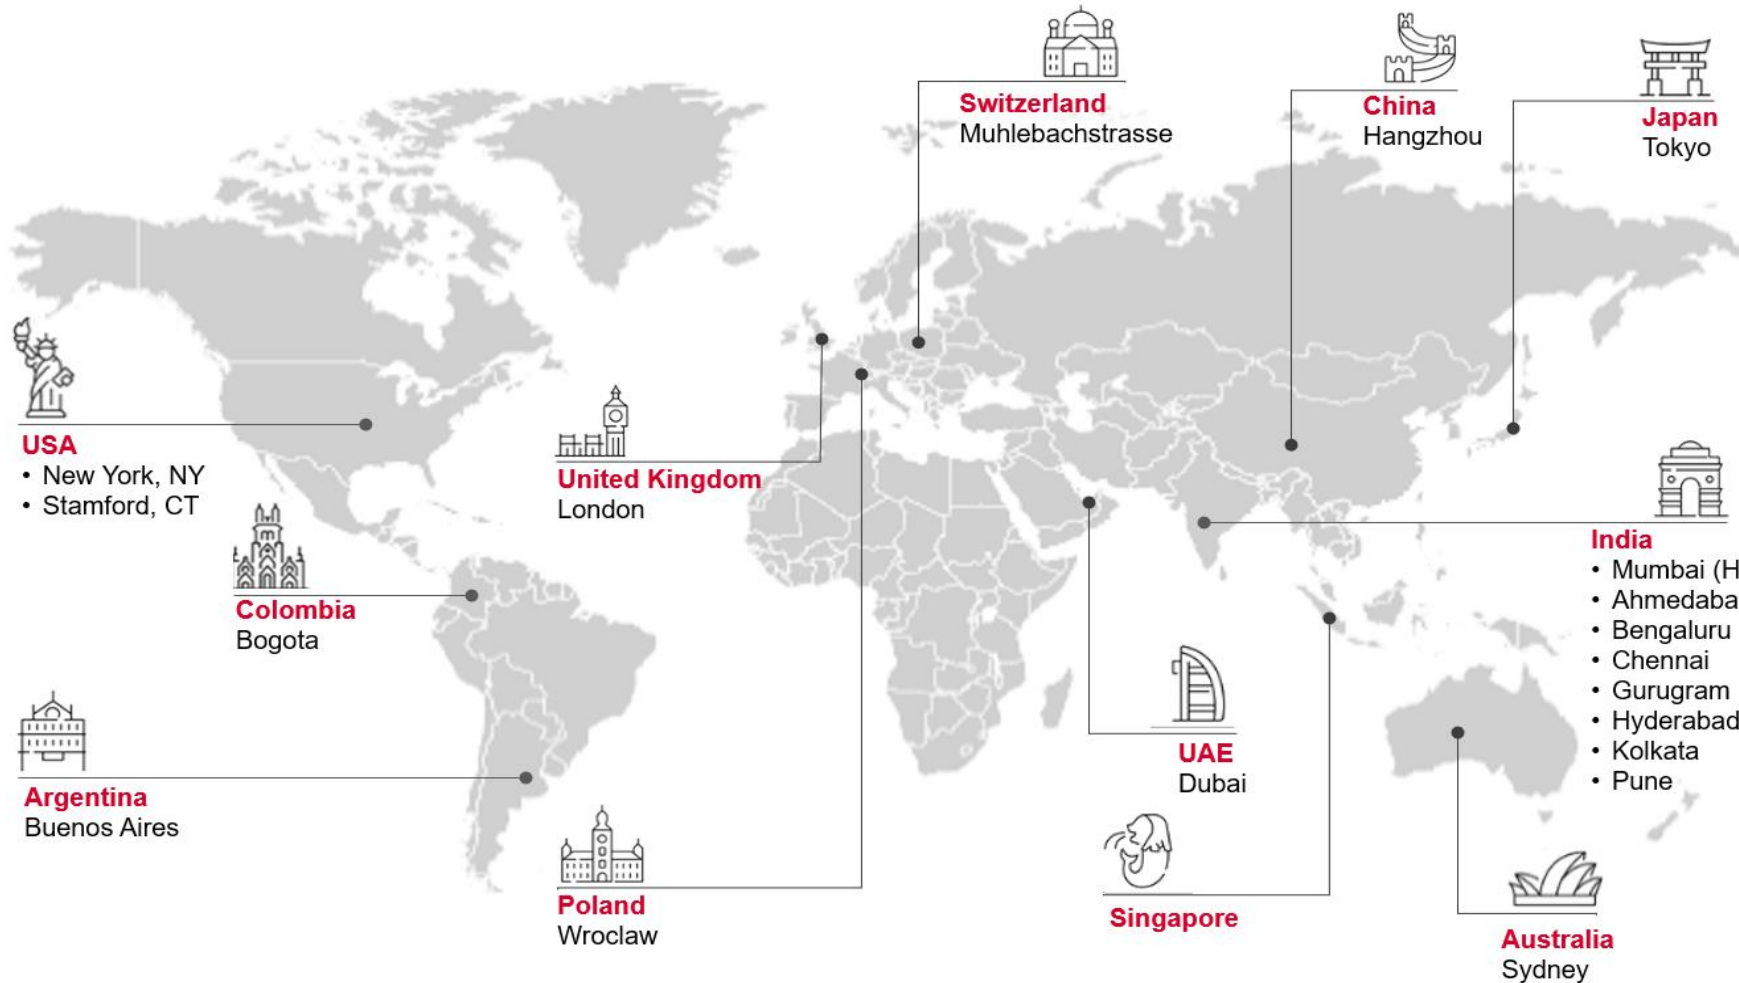 Switzerland
Muhlebachstrasse
China
Hangzhou
Japan
Tokyo
USA
• New York, NY
• Stamford, CT
United Kingdom
London
Colombia
Bogota
India
• Mumbai (H
• Ahmedaba
• Bengaluru
• Chennai
• Gurugram
• Hyderabad
• Kolkata
• Pune
UAE
Dubai
Argentina
Buenos Aires
Poland
Wroclaw
Singapore
Australia
Sydney